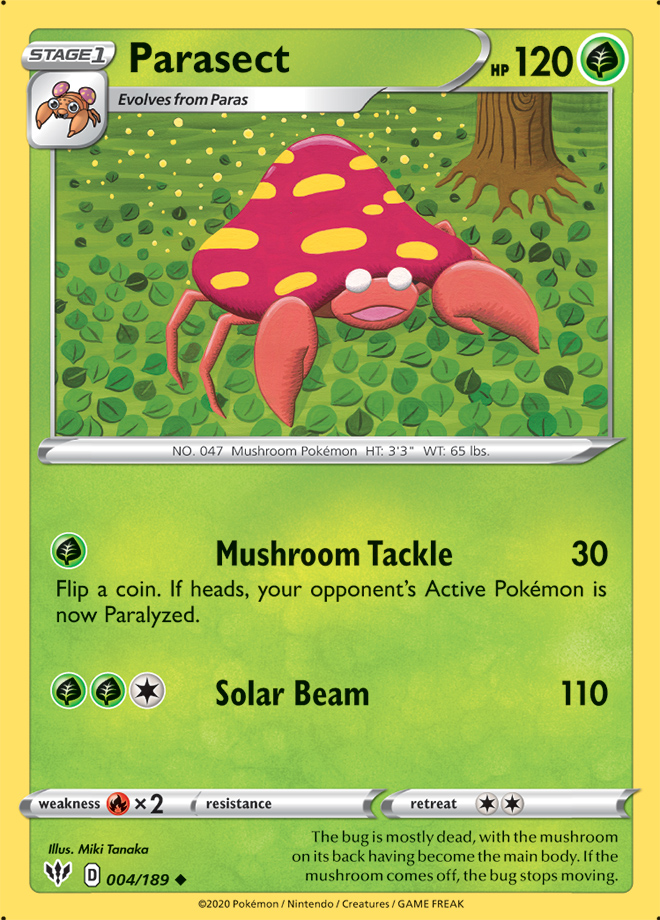 STAGE 1
Parasect
HP 120
Evolves from Paras
NO. 047 Mushroom Pokémon HT: 3'3" WT: 65 lbs.
Mushroom Tackle 30
Flip a coin. If heads, your opponent's Active Pokémon is
now Paralyzed.
Solar Beam 110
weakness ×2 resistance retreat
Illus. Miki Tanaka
D 004/189
The bug is mostly dead, with the mushroom
on its back having become the main body. If the
mushroom comes off, the bug stops moving.
©2020 Pokémon / Nintendo / Creatures / GAME FREAK